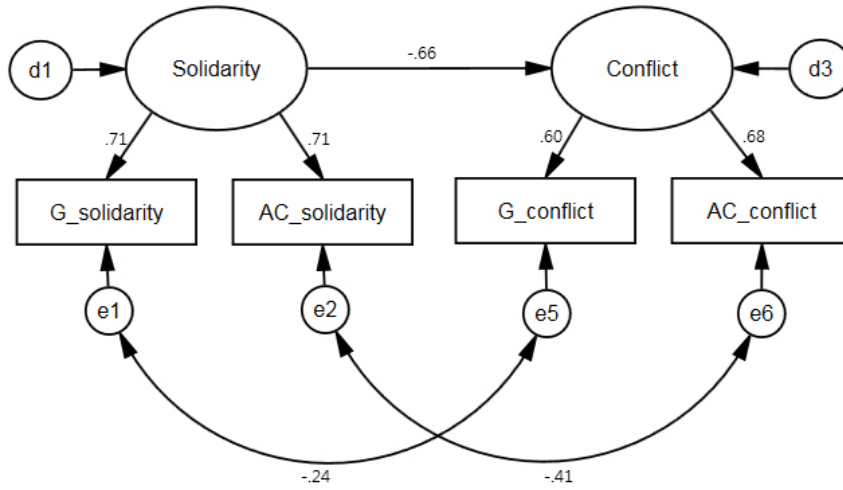 -.66
d1
Solidarity
Conflict
d3
.71
.71
.60
.68
G_solidarity
AC_solidarity
G_conflict
AC_conflict
e1
e2
e5
e6
-.24
-.41